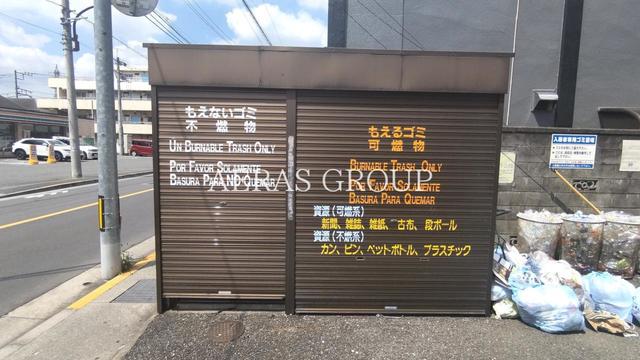 もえないゴミ
不燃物
UN BURNABLE TRASH ONLY
POR FAVOR SOLAMENTE
BASURA PARA NO QUEMAR
もえるゴミ
可燃物
BURNABLE TRASH ONLY
POR FAVOR SOLAMENTE
BASURA PARA QUEMAR
資源(可燃系)
新聞、雑誌、雑紙、古布、段ボール
資源(不燃系)
カン、ビン、ペットボトル、プラスチック
ADIRAS GROUP